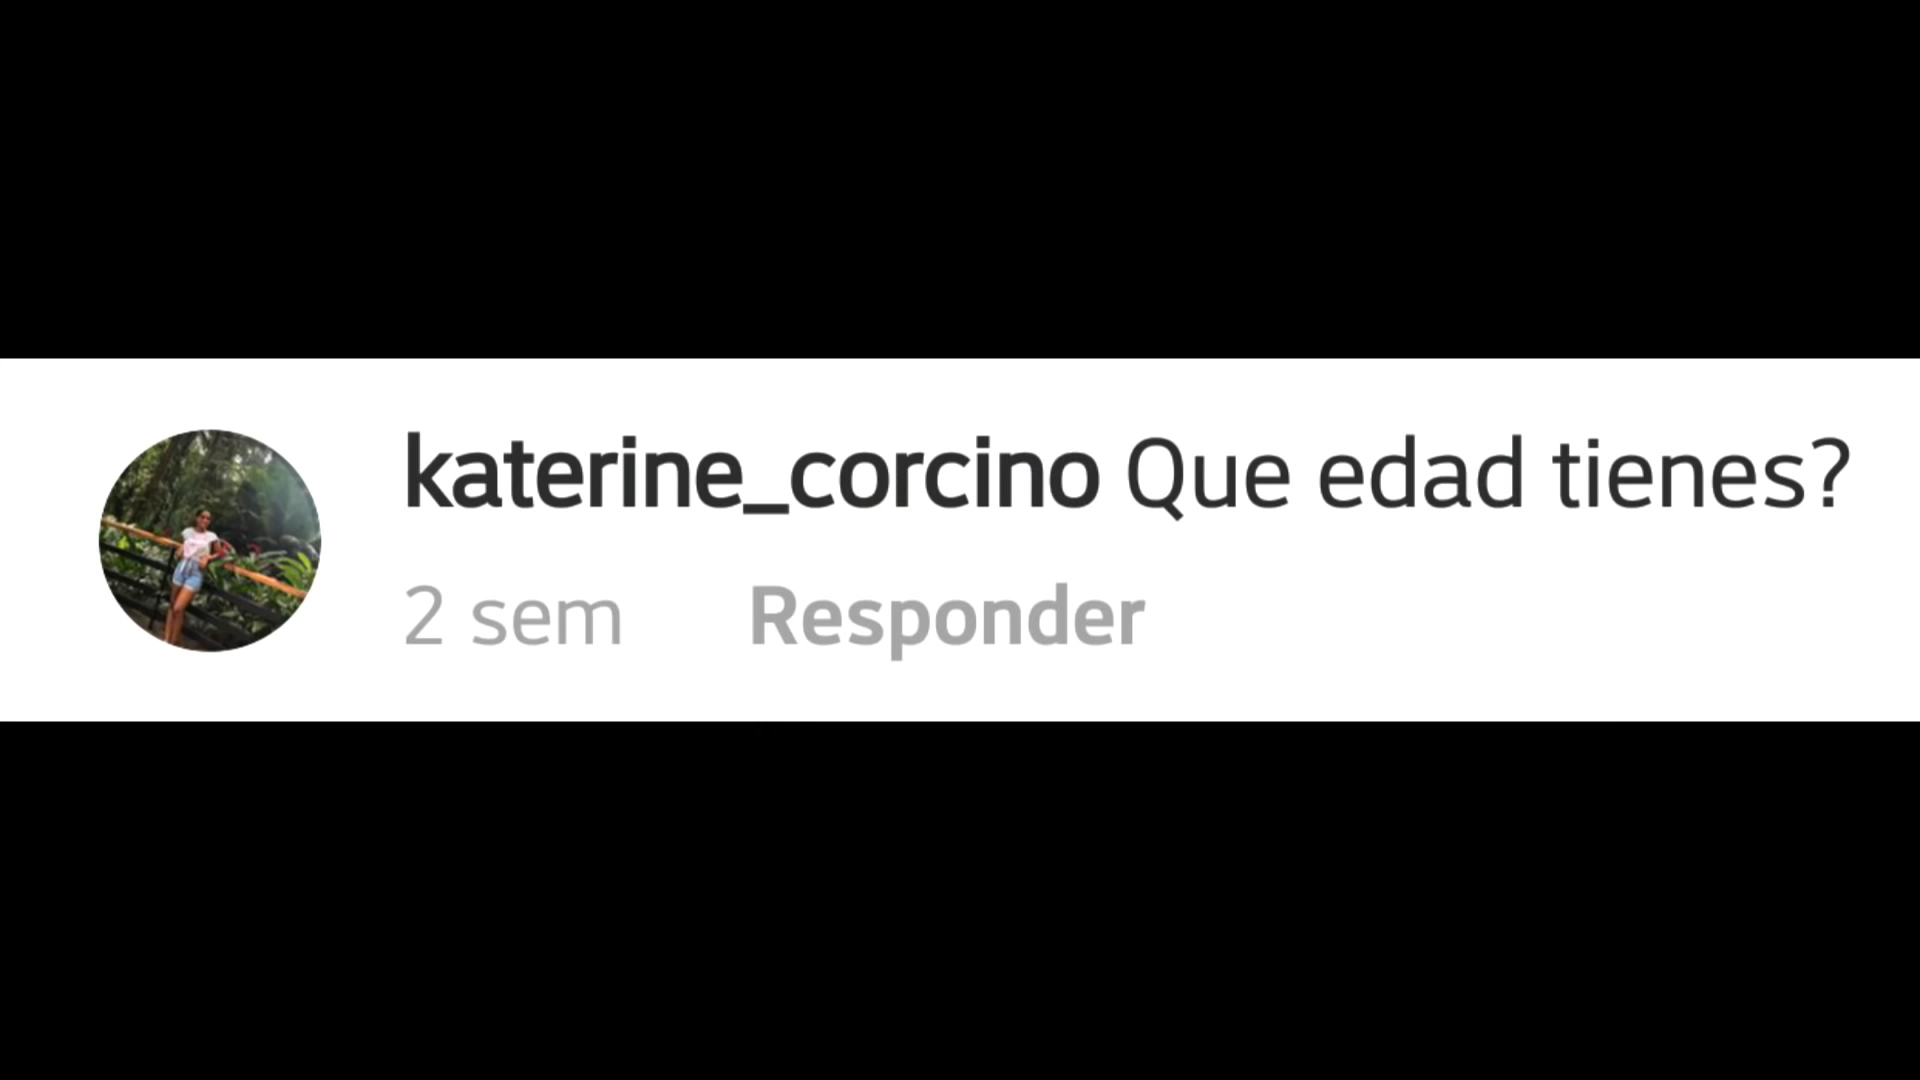 katerine_corcino Que edad tienes?
2 sem Responder